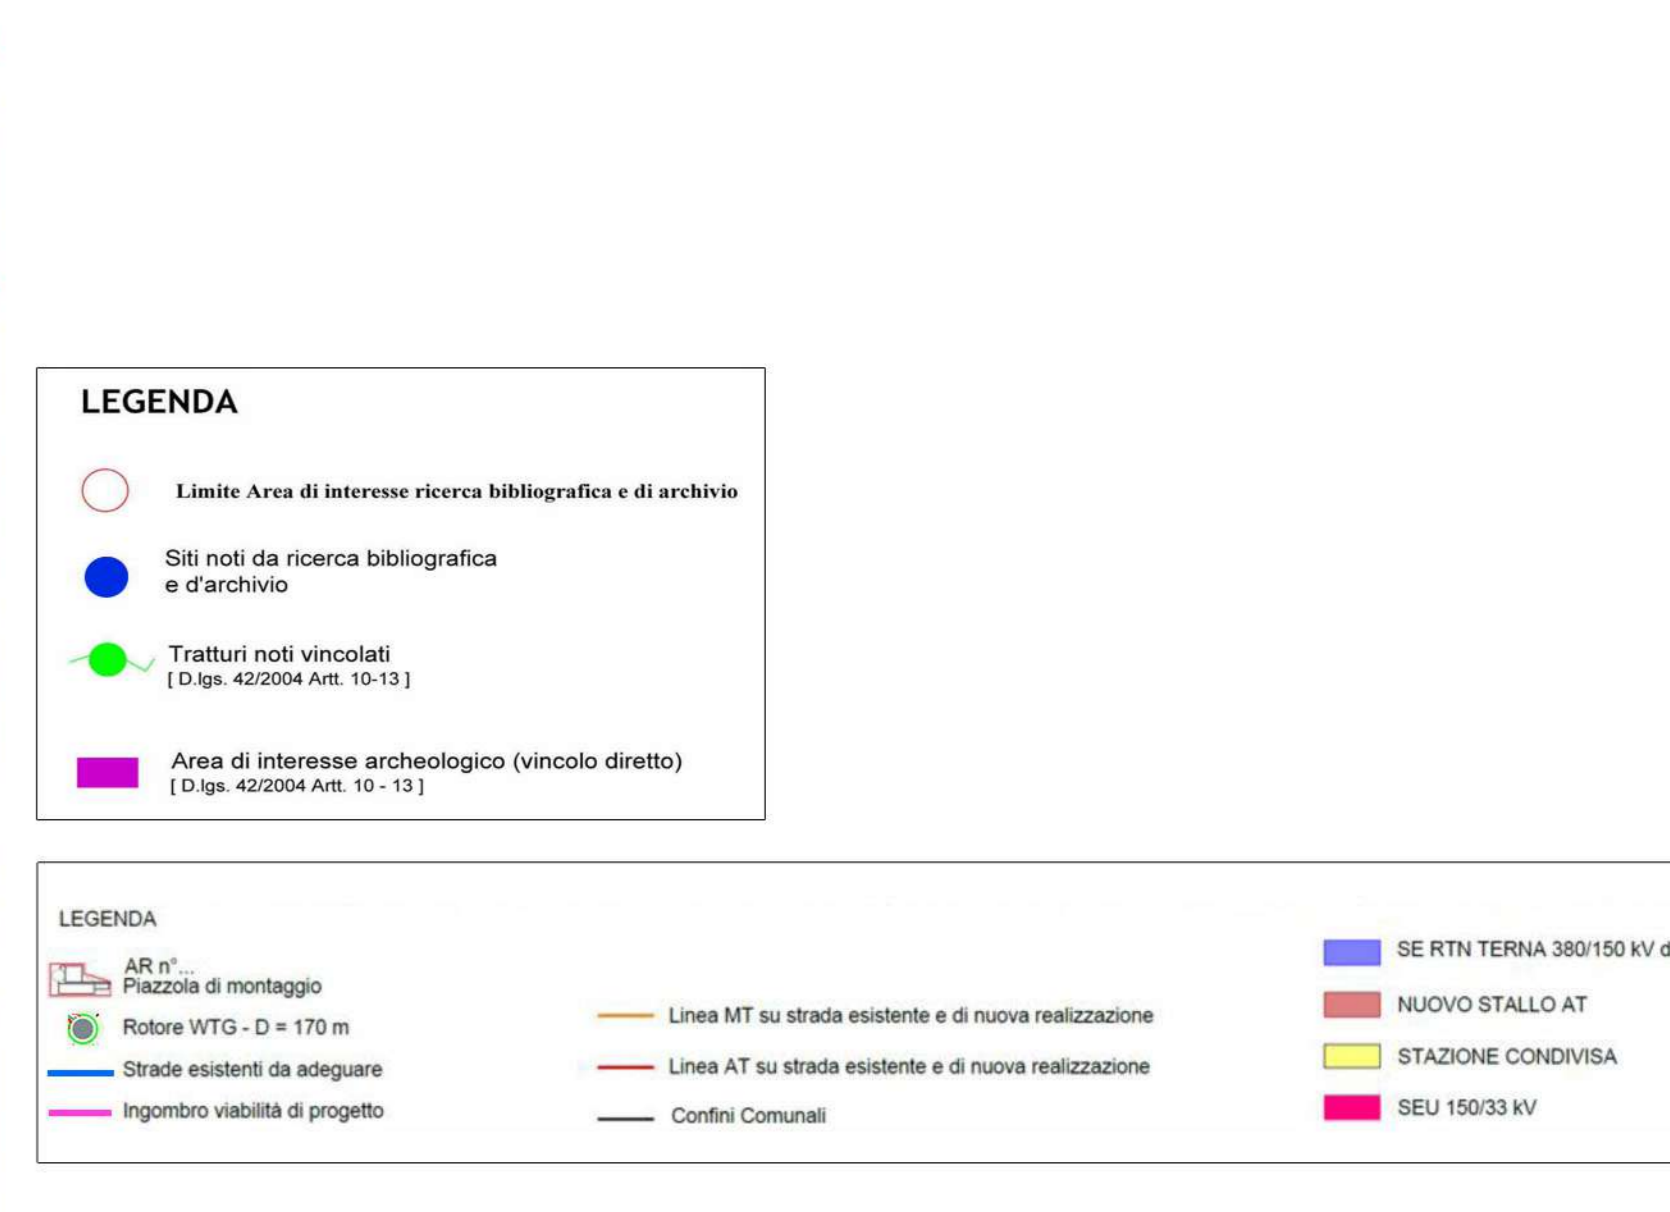 LEGENDA
Limite Area di interesse ricerca bibliografica e di archivio
Siti noti da ricerca bibliografica
e d'archivio
Tratturi noti vincolati
[ D.lgs. 42/2004 Artt. 10-13 ]
Area di interesse archeologico (vincolo diretto)
[ D.lgs. 42/2004 Artt. 10 - 13 ]
LEGENDA
AR n°...
Piazzola di montaggio
Rotore WTG - D = 170 m
Strade esistenti da adeguare
Ingombro viabilità di progetto
Linea MT su strada esistente e di nuova realizzazione
Linea AT su strada esistente e di nuova realizzazione
Confini Comunali
SE RTN TERNA 380/150 kV d
NUOVO STALLO AT
STAZIONE CONDIVISA
SEU 150/33 kV